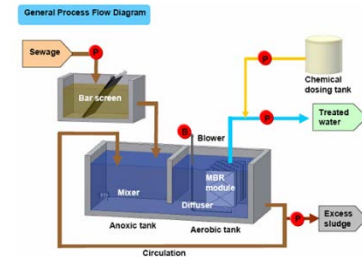 General Process Flow Diagram
Sewage
P
Bar screen
P
Chemical
dosing tank
B
Blower
P
Treated
water
MBR
module
Mixer
Diffuser
P
Excess
sludge
Anoxic tank
Aerobic tank
Circulation